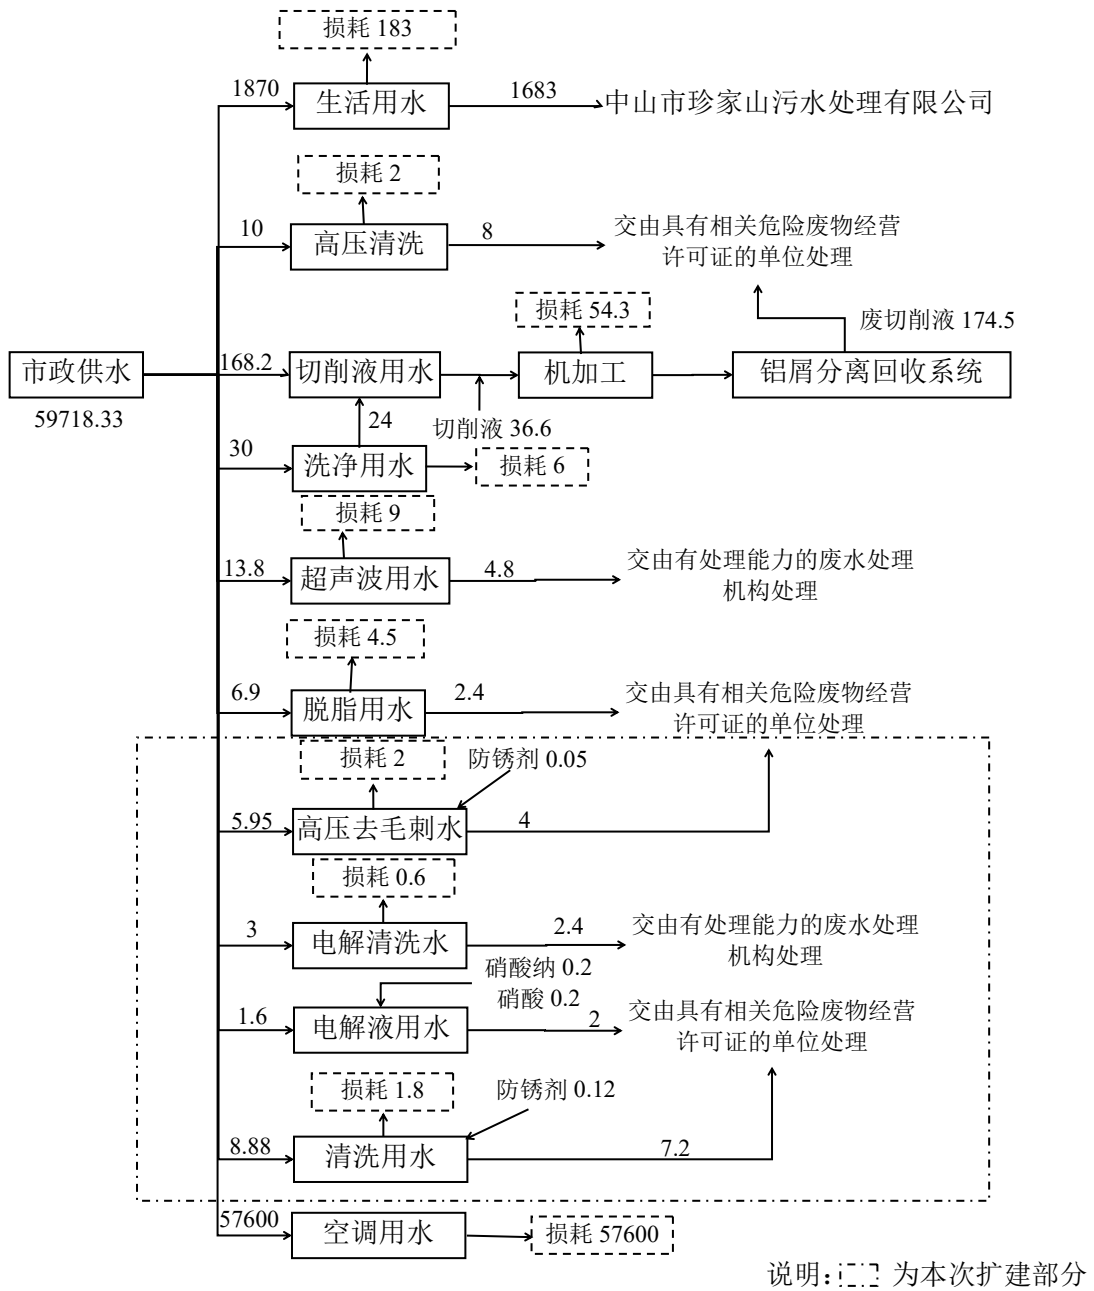 损耗 183
1870
生活用水
1683
中山市珍家山污水处理有限公司
损耗 2
10
高压清洗
8
交由具有相关危险废物经营
许可证的单位处理
损耗 54.3
废切削液 174.5
市政供水
59718.33
168.2
切削液用水
机加工
铝屑分离回收系统
24
切削液 36.6
30
洗净用水
损耗 6
损耗 9
13.8
超声波用水
4.8
交由有处理能力的废水处理
机构处理
损耗 4.5
6.9
脱脂用水
2.4
交由具有相关危险废物经营
许可证的单位处理
损耗 2
防锈剂 0.05
5.95
高压去毛刺水
4
损耗 0.6
3
电解清洗水
2.4
交由有处理能力的废水处理
机构处理
硝酸纳 0.2
硝酸 0.2
1.6
电解液用水
2
交由具有相关危险废物经营
许可证的单位处理
损耗 1.8
防锈剂 0.12
8.88
清洗用水
7.2
57600
空调用水
损耗 57600
说明: 为本次扩建部分